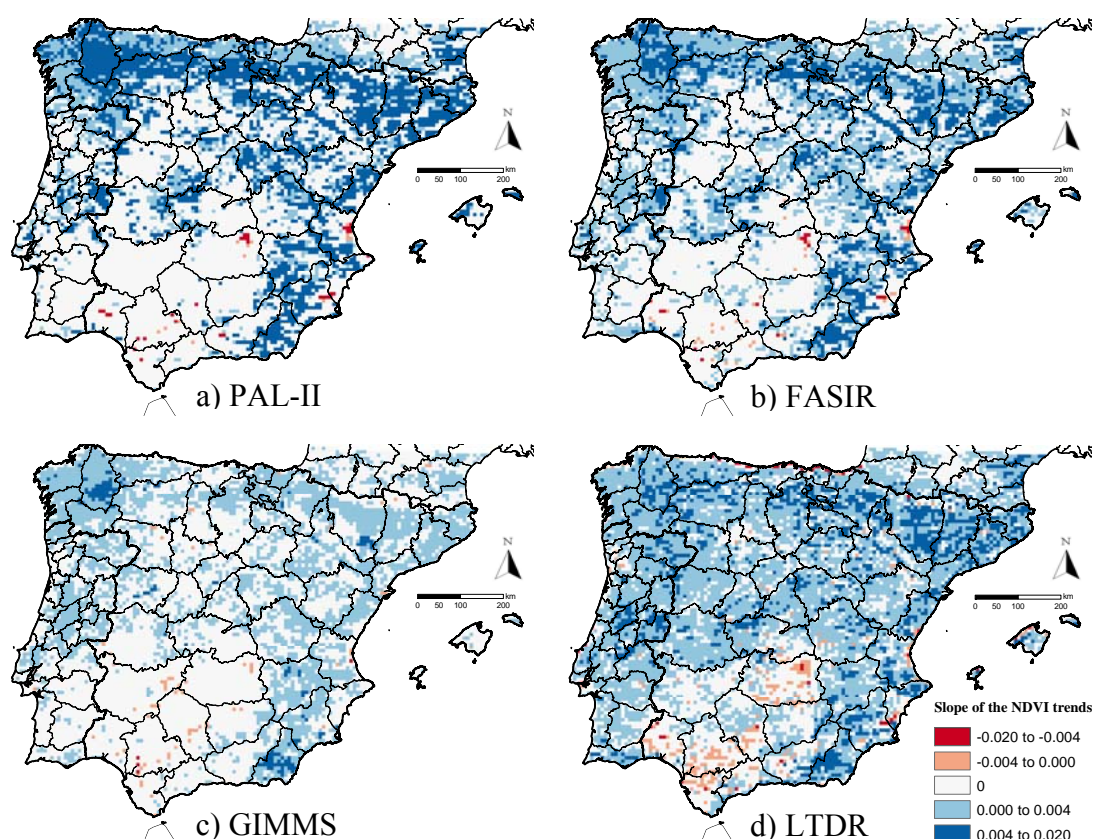 N
km
0 50 100 200
a) PAL-II
N
km
0 50 100 200
b) FASIR
N
km
0 50 100 200
c) GIMMS
N
km
0 50 100 200
d) LTDR
Slope of the NDVI trends
-0.020 to -0.004
-0.004 to 0.000
0
0.000 to 0.004
0.004 to 0.020